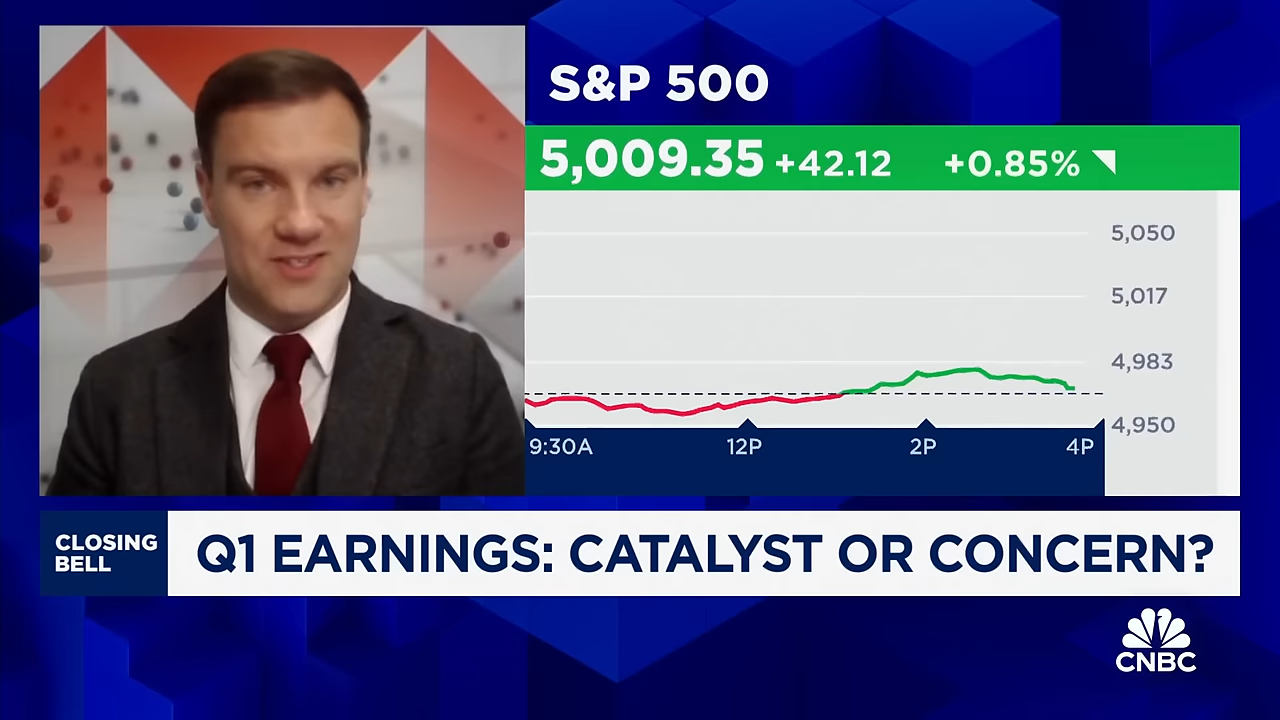 S&P 500
5,009.35 +42.12 +0.85%
5,050
5,017
4,983
4,950
9:30A 12P 2P 4P
CLOSING
BELL
Q1 EARNINGS: CATALYST OR CONCERN?
CNBC